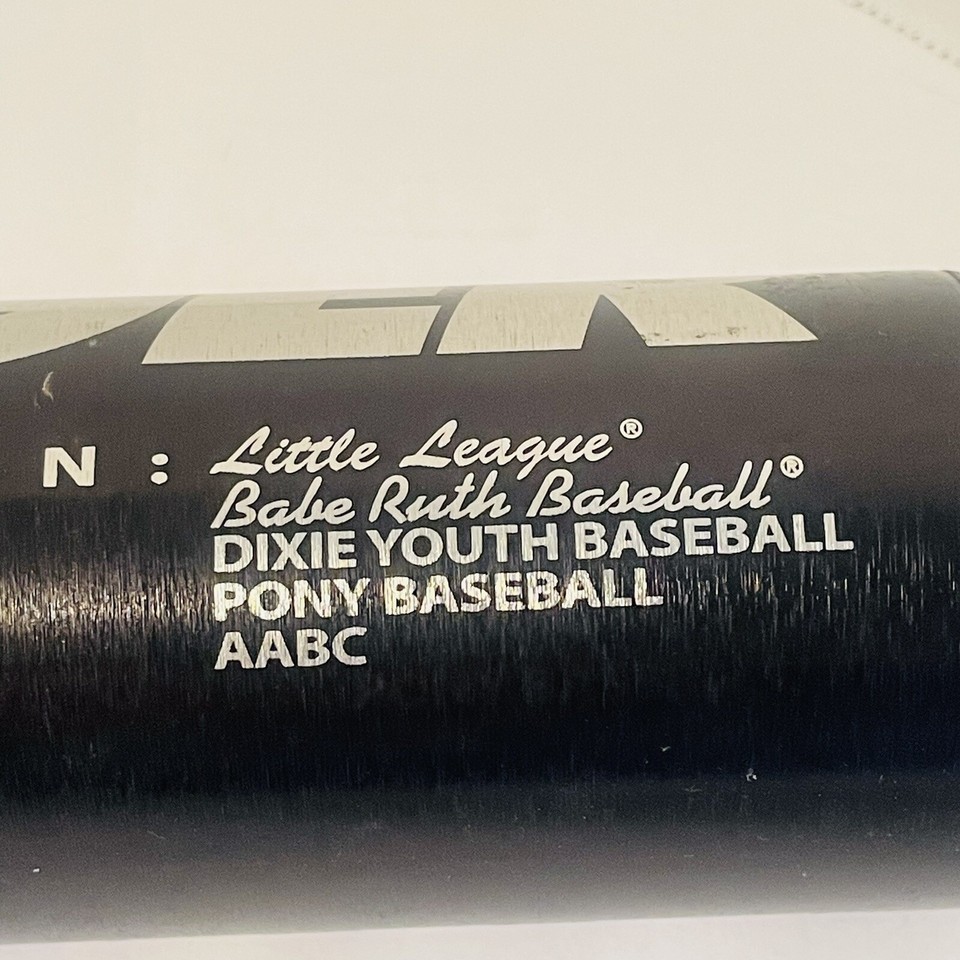 N : Little League®
Babe Ruth Baseball®
DIXIE YOUTH BASEBALL
PONY BASEBALL
AABC